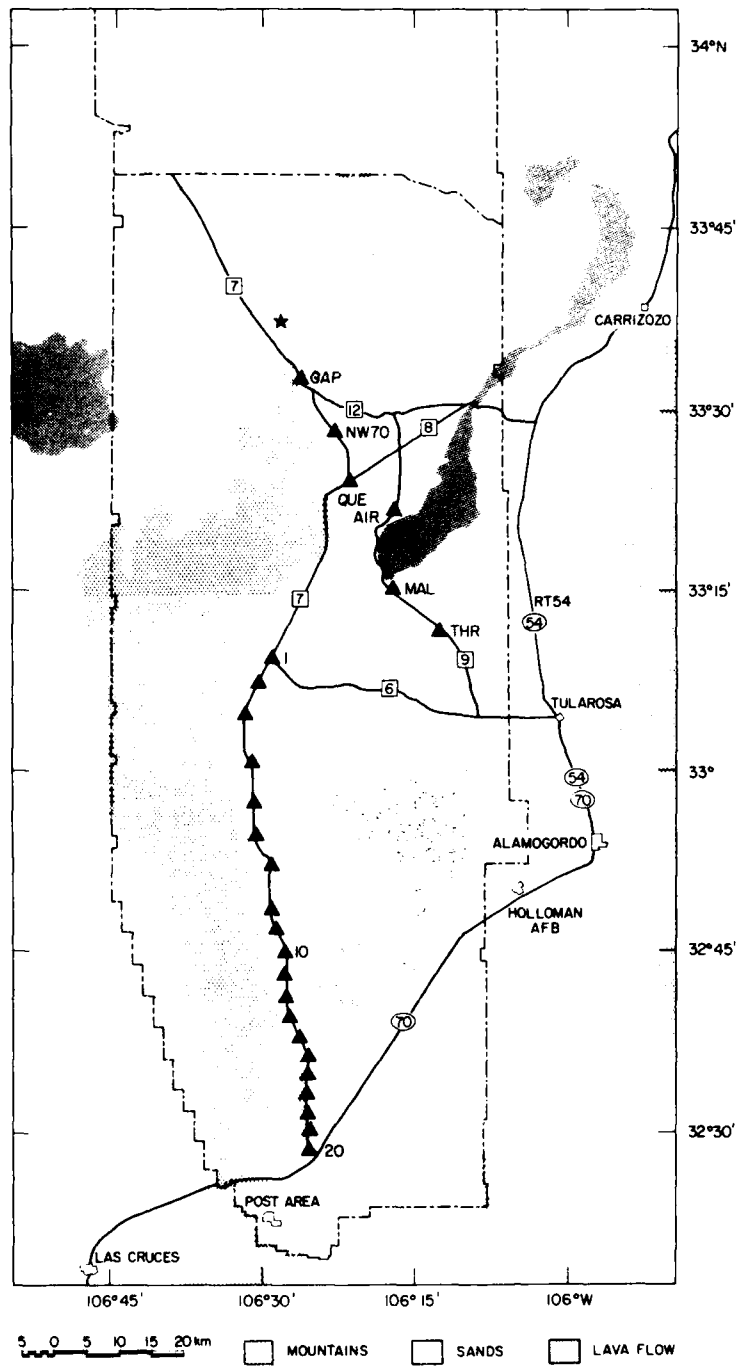 34°N
33°45'
7
CARRIZOZO
GAP
12
33°30'
NW70
8
QUE
AIR
33°15'
MAL
RT54
7
54
THR
1
9
6
TULAROSA
33°
54
70
ALAMOGORDO
HOLLOMAN
AFB
10
32°45'
70
32°30'
20
POST AREA
LAS CRUCES
106°45'
106°30'
106°15'
106°W
5 0 5 10 15 20km
MOUNTAINS
SANDS
LAVA FLOW